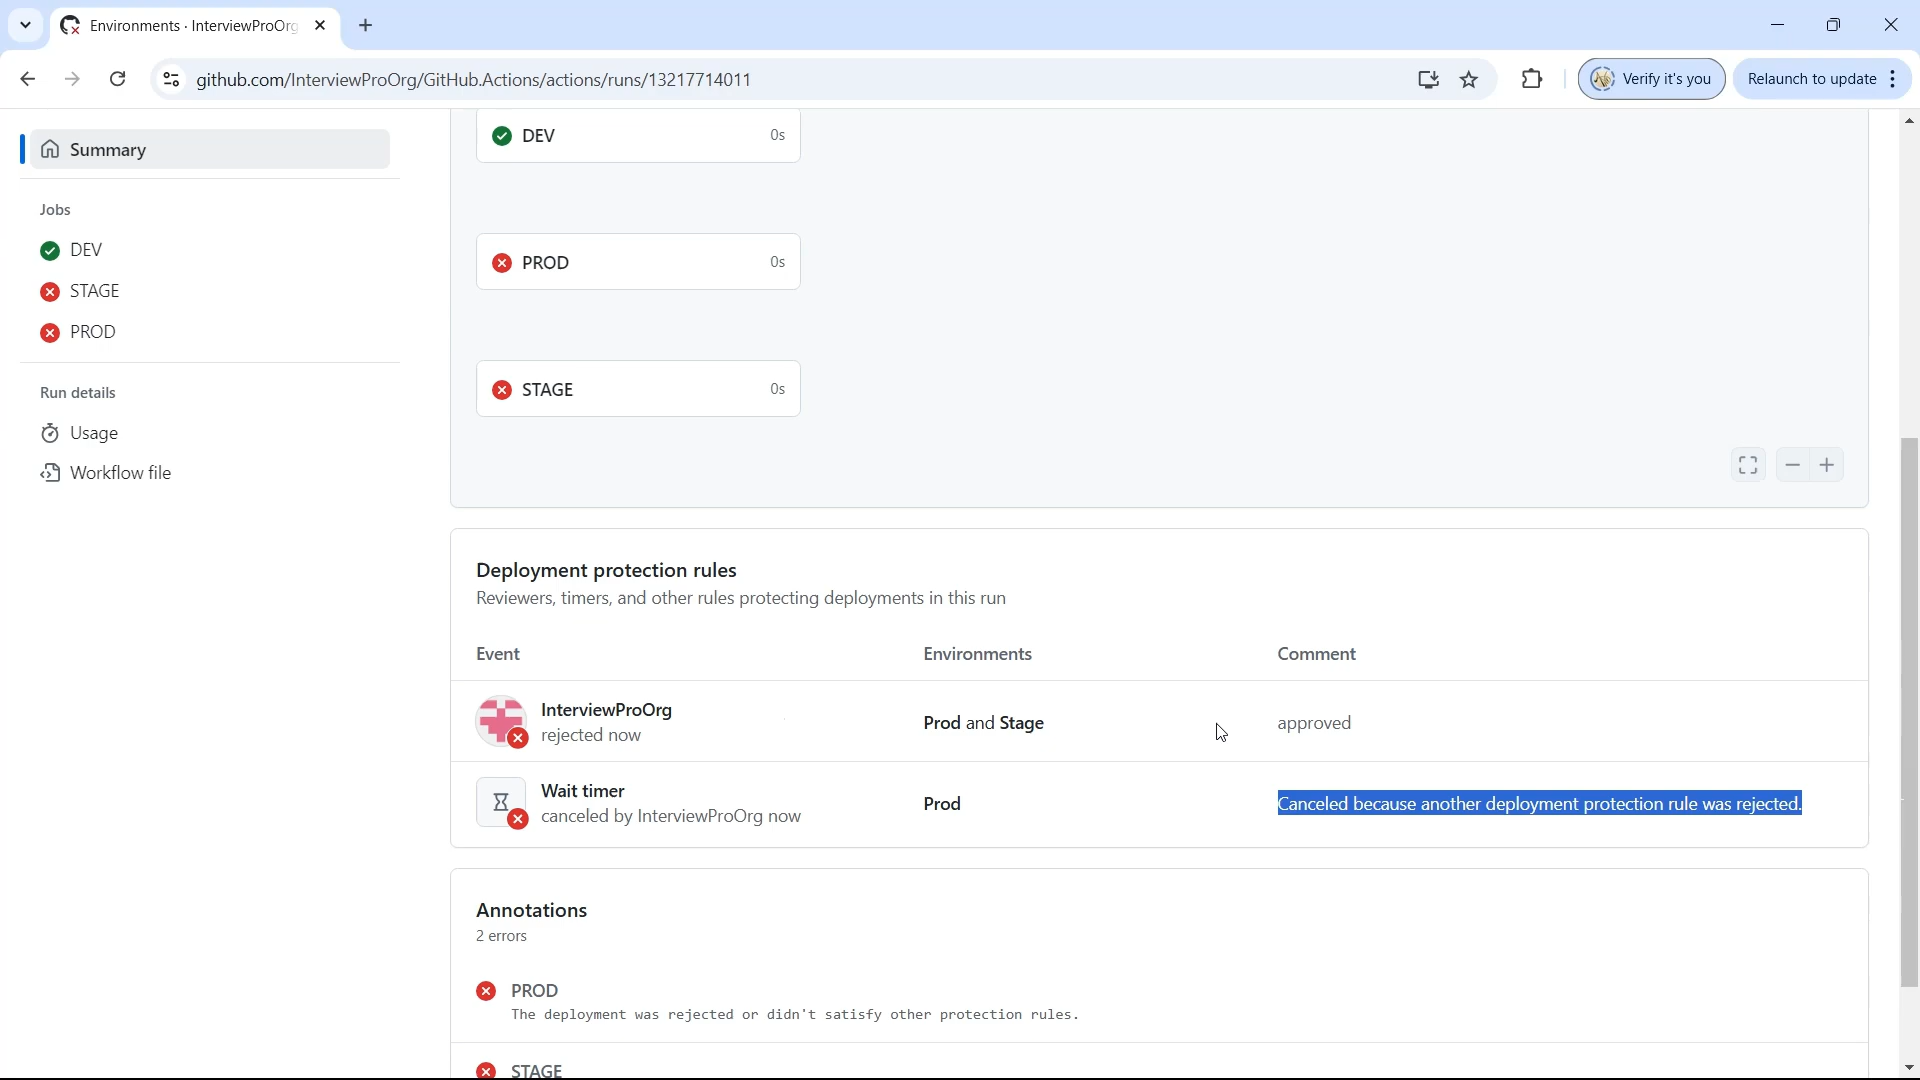 Environments · InterviewProOrg
github.com/InterviewProOrg/GitHub.Actions/actions/runs/13217714011
Verify it's you
Relaunch to update
Summary
Jobs
DEV
STAGE
PROD
Run details
Usage
Workflow file
DEV 0s
PROD 0s
STAGE 0s
Deployment protection rules
Reviewers, timers, and other rules protecting deployments in this run
Event Environments Comment
InterviewProOrg
rejected now
Prod and Stage
approved
Wait timer
canceled by InterviewProOrg now
Prod
Canceled because another deployment protection rule was rejected.
Annotations
2 errors
PROD
The deployment was rejected or didn't satisfy other protection rules.
STAGE